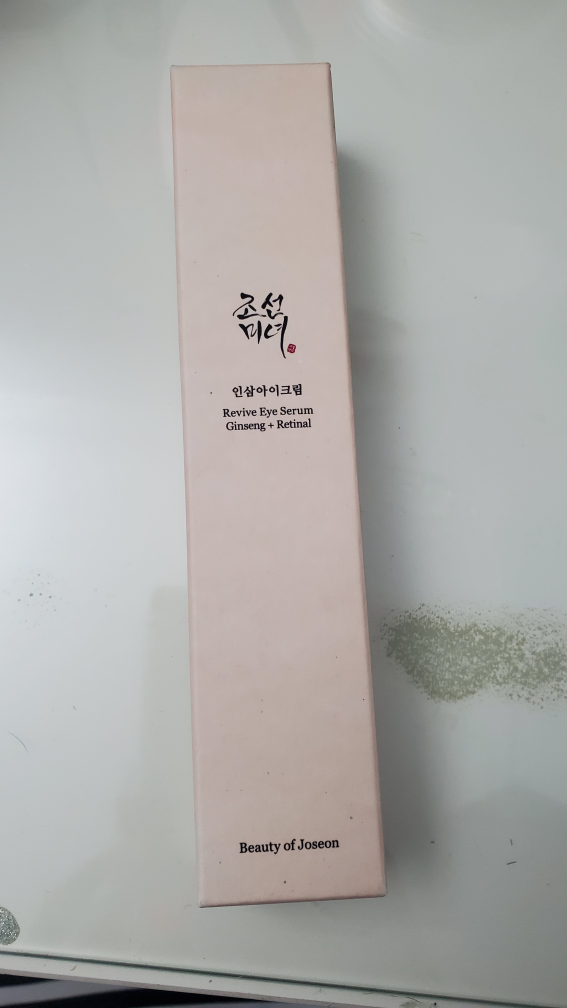 조선
미녀
인삼아이크림
Revive Eye Serum
Ginseng + Retinal
Beauty of Joseon